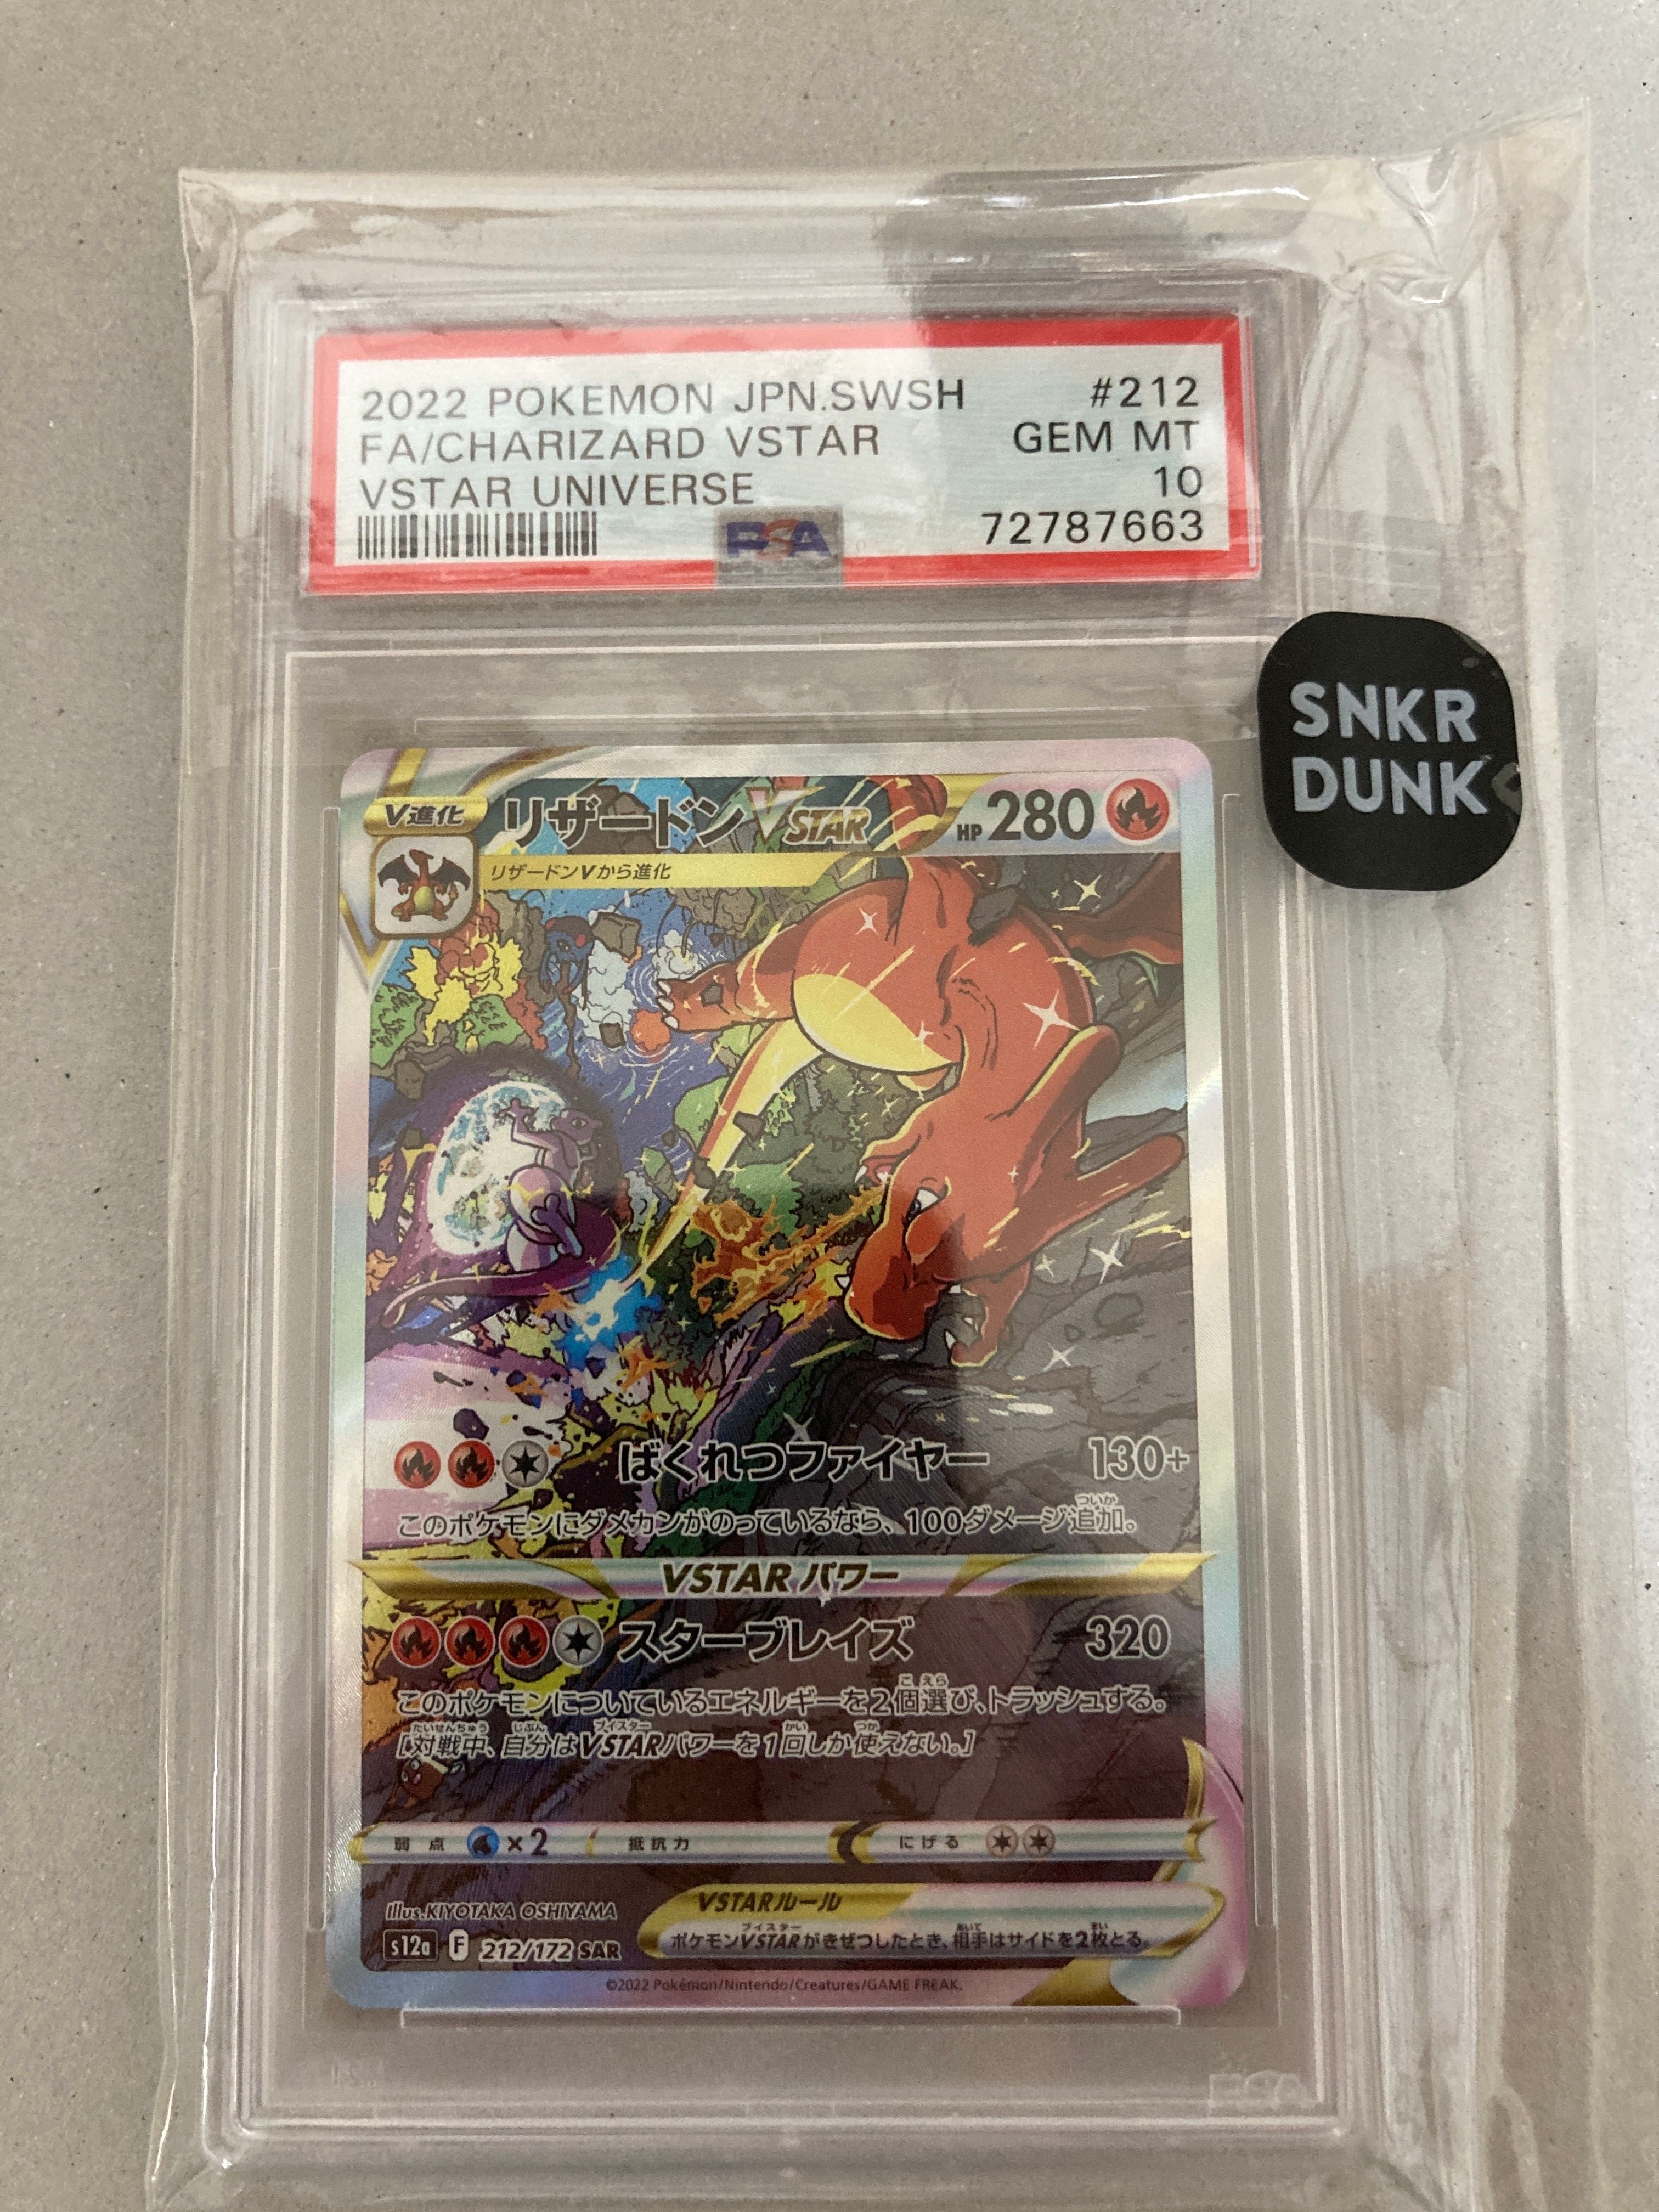 2022 POKEMON JPN.SWSH #212
FA/CHARIZARD VSTAR GEM MT
VSTAR UNIVERSE 10
PSA 72787663
SNKR
DUNK
V進化 リザードンVSTAR HP 280
リザードンVから進化
ばくれつファイヤー 130+
このポケモンにダメカンがのっているなら、100ダメージ追加。
VSTARパワー
スターブレイズ 320
このポケモンについているエネルギーを2個選び、トラッシュする。
[対戦中、自分はVSTARパワーを1回しか使えない。]
弱点 ×2 抵抗力 にげる
Illus. KIYOTAKA OSHIYAMA
VSTARルール
ポケモンVSTARがきぜつしたとき、相手はサイドを2枚とる。
s12a F 212/172 SAR
©2022 Pokémon/Nintendo/Creatures/GAME FREAK.
PSA